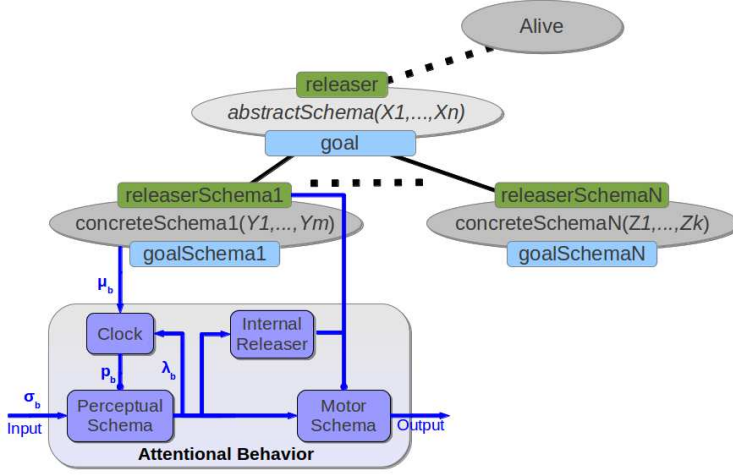 Alive
releaser
abstractSchema(X1,...,Xn)
goal
releaserSchema1
releaserSchemaN
concreteSchema1(Y1,...,Ym)
concreteSchemaN(Z1,...,Zk)
goalSchema1
goalSchemaN
μb
Clock
Internal
Releaser
pb
λb
σb
Input
Perceptual
Schema
Motor
Schema
Output
Attentional Behavior